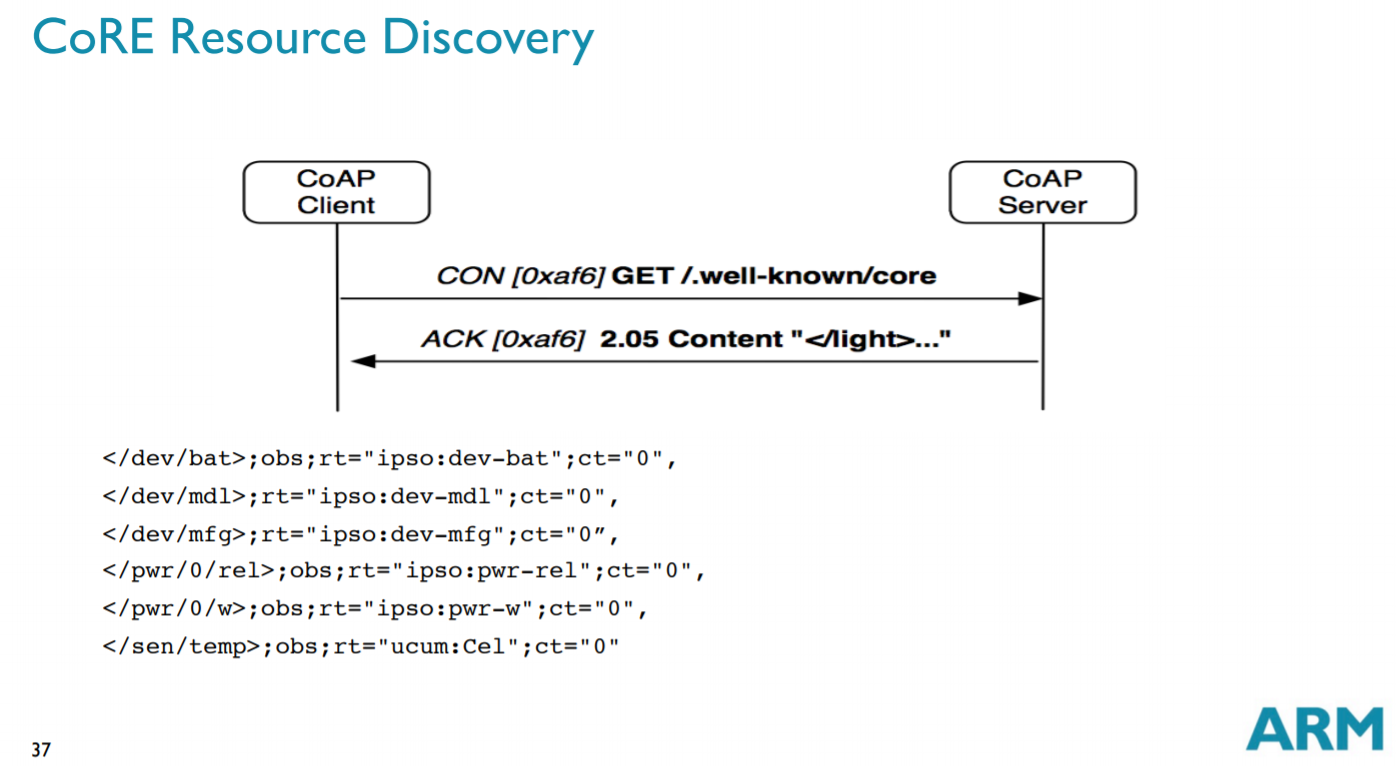 CoRE Resource Discovery
CoAP
Client
CoAP
Server
CON [0xaf6] GET /.well-known/core
ACK [0xaf6] 2.05 Content "</light>..."
</dev/bat>;obs;rt="ipso:dev-bat";ct="0",
</dev/mdl>;rt="ipso:dev-mdl";ct="0",
</dev/mfg>;rt="ipso:dev-mfg";ct="0”,
</pwr/0/rel>;obs;rt="ipso:pwr-rel";ct="0",
</pwr/0/w>;obs;rt="ipso:pwr-w";ct="0",
</sen/temp>;obs;rt="ucum:Cel";ct="0"
37
ARM